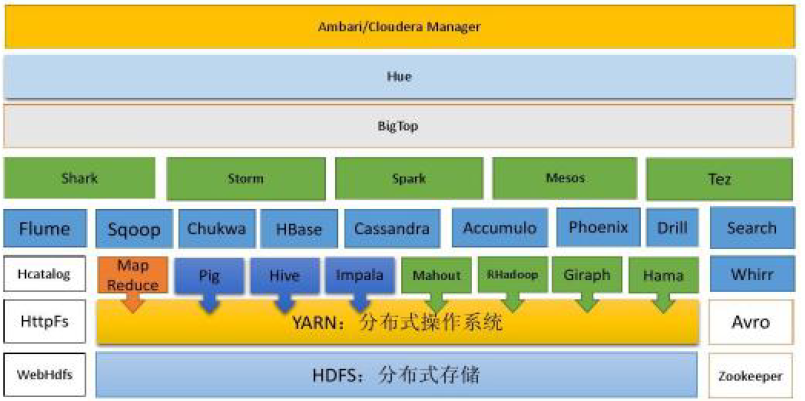 Ambari/Cloudera Manager
Hue
BigTop
Shark Storm Spark Mesos Tez
Flume Sqoop Chukwa HBase Cassandra Accumulo Phoenix Drill Search
Hcatalog Map Reduce Pig Hive Impala Mahout RHadoop Giraph Hama Whirr
HttpFs YARN：分布式操作系统 Avro
WebHdfs HDFS：分布式存储 Zookeeper